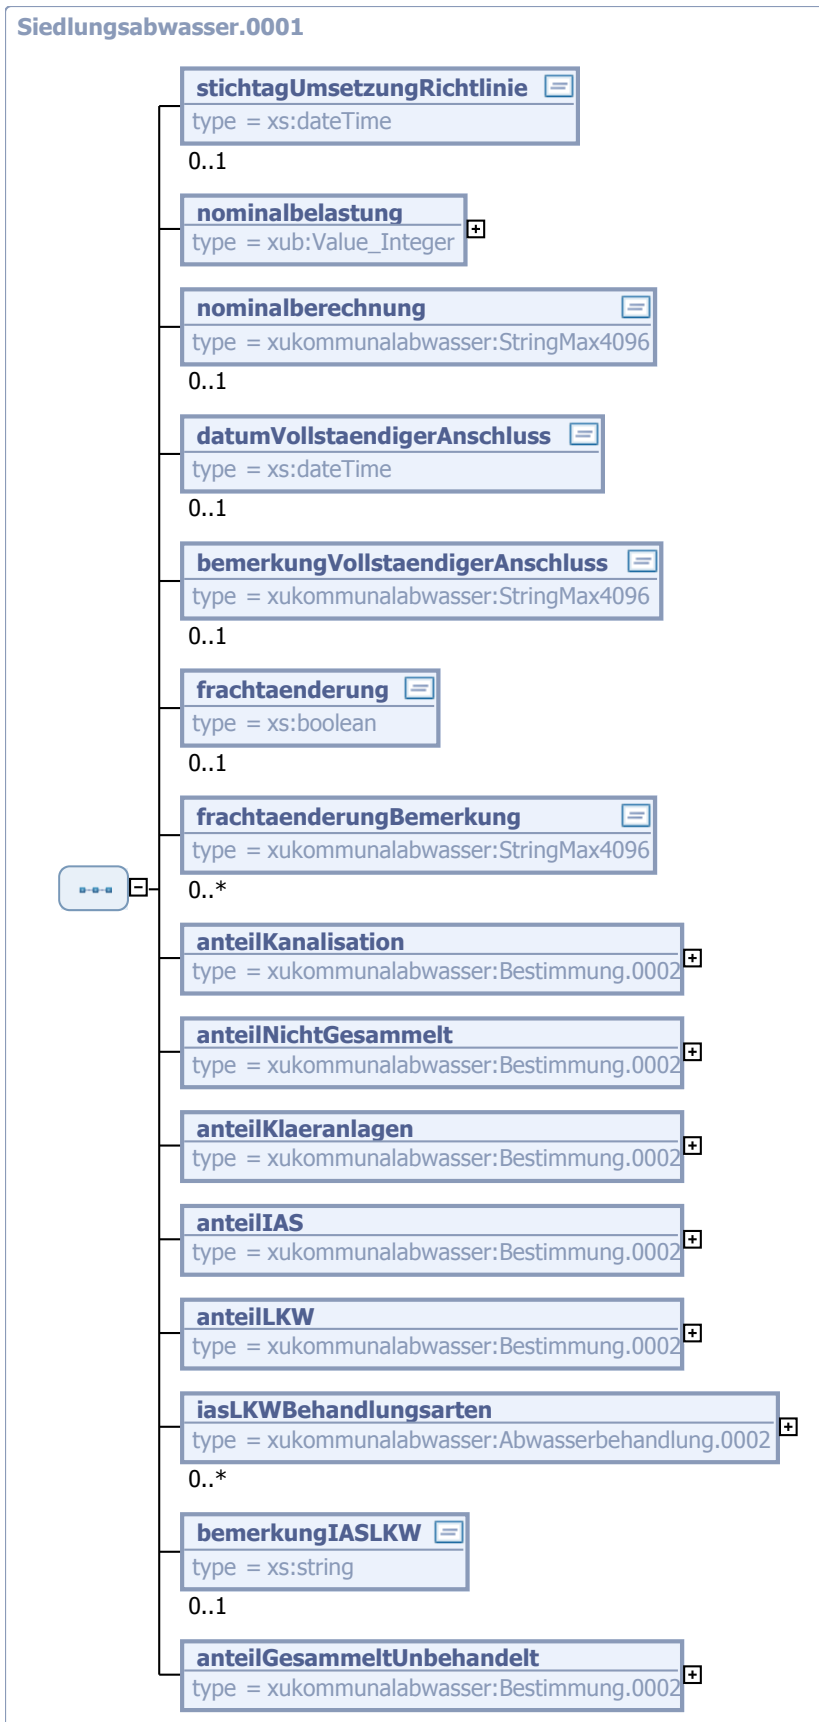 Siedlungsabwasser.0001
stichtagUmsetzungRichtlinie
type = xs:dateTime
0..1
nominalbelastung
type = xub:Value_Integer
nominalberechnung
type = xukommunalabwasser:StringMax4096
0..1
datumVollstaendigerAnschluss
type = xs:dateTime
0..1
bemerkungVollstaendigerAnschluss
type = xukommunalabwasser:StringMax4096
0..1
frachtaenderung
type = xs:boolean
0..1
frachtaenderungBemerkung
type = xukommunalabwasser:StringMax4096
0..*
anteilKanalisation
type = xukommunalabwasser:Bestimmung.0002
anteilNichtGesammelt
type = xukommunalabwasser:Bestimmung.0002
anteilKlaeranlagen
type = xukommunalabwasser:Bestimmung.0002
anteilIAS
type = xukommunalabwasser:Bestimmung.0002
anteilLKW
type = xukommunalabwasser:Bestimmung.0002
iasLKWBehandlungsarten
type = xukommunalabwasser:Abwasserbehandlung.0002
0..*
bemerkungIASLKW
type = xs:string
0..1
anteilGesammeltUnbehandelt
type = xukommunalabwasser:Bestimmung.0002